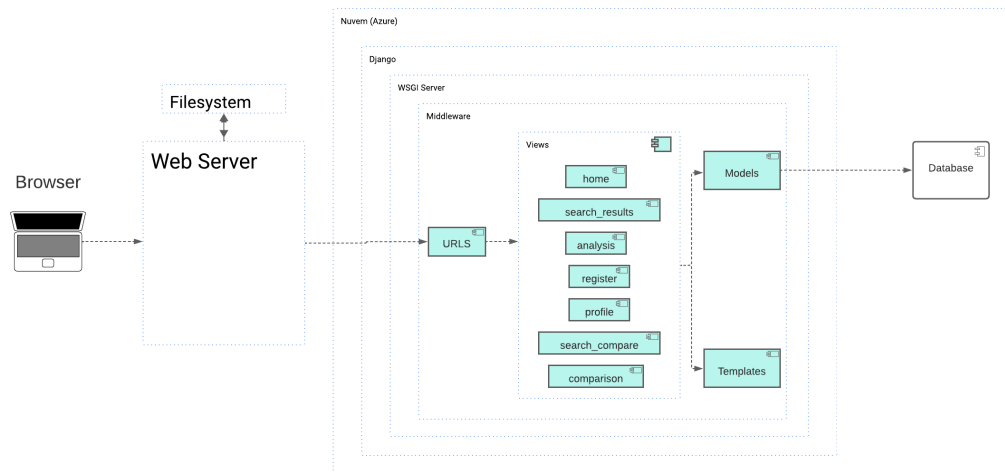 Nuvem (Azure)
Django
WSGI Server
Middleware
Filesystem
Web Server
Browser
Views
home
search_results
analysis
register
profile
search_compare
comparison
URLS
Models
Templates
Database